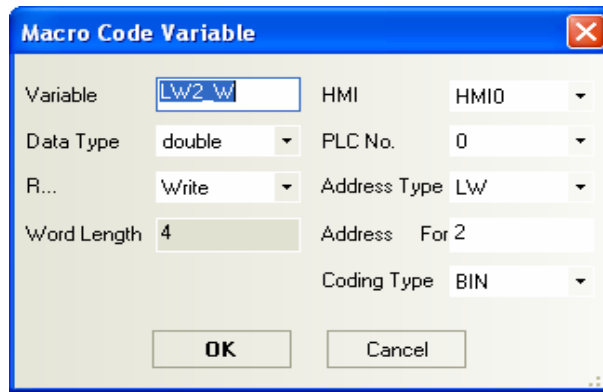 Macro Code Variable
Variable LW2_W HMI HMI0
Data Type double PLC No. 0
R... Write Address Type LW
Word Length 4 Address For 2
Coding Type BIN
OK Cancel